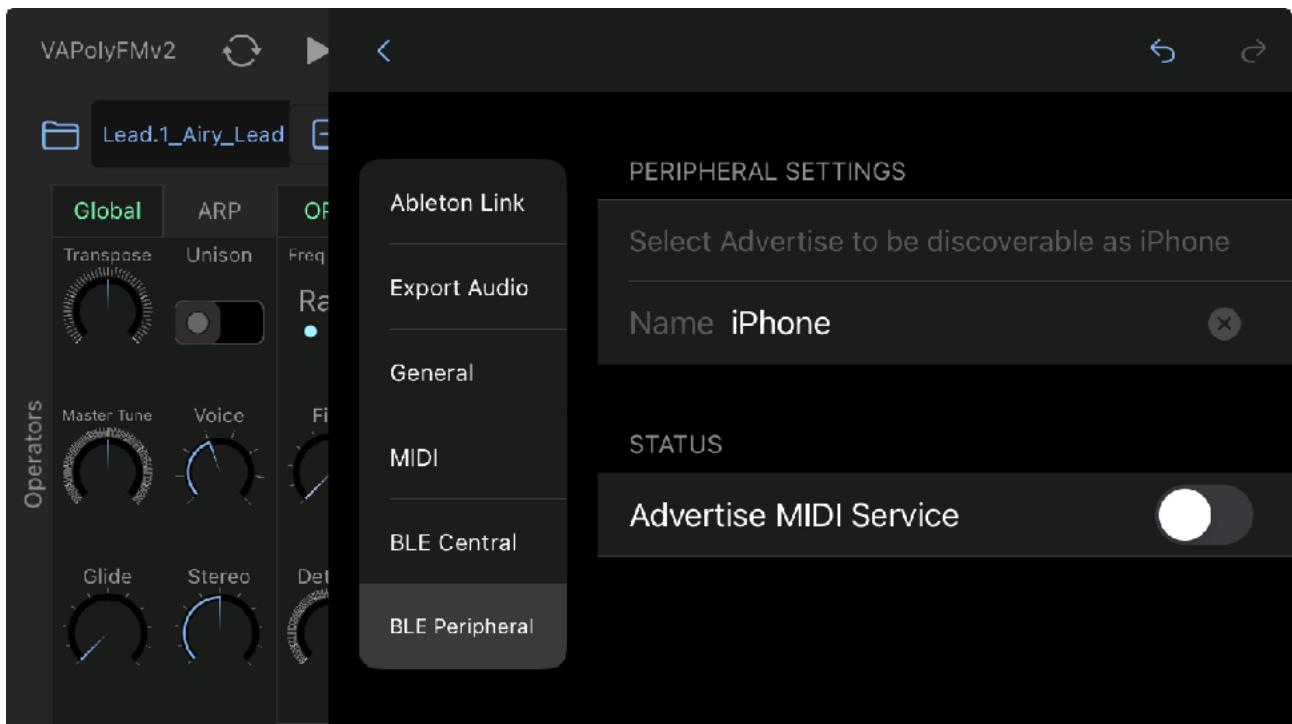 VAPolyFMv2
Lead.1_Airy_Lead
Global
ARP
Transpose
Unison
Freq
Master Tune
Voice
Operators
Glide
Stereo
Ableton Link
Export Audio
General
MIDI
BLE Central
BLE Peripheral
PERIPHERAL SETTINGS
Select Advertise to be discoverable as iPhone
Name iPhone
STATUS
Advertise MIDI Service